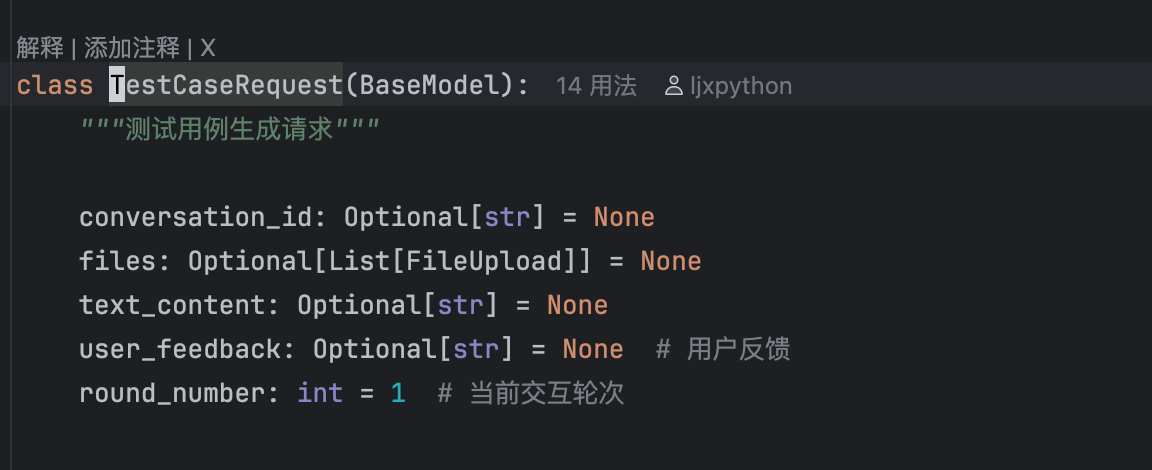 解释 | 添加注释 | X
class TestCaseRequest(BaseModel): 14 用法 ljxpython
"""测试用例生成请求"""
conversation_id: Optional[str] = None
files: Optional[List[FileUpload]] = None
text_content: Optional[str] = None
user_feedback: Optional[str] = None  # 用户反馈
round_number: int = 1  # 当前交互轮次